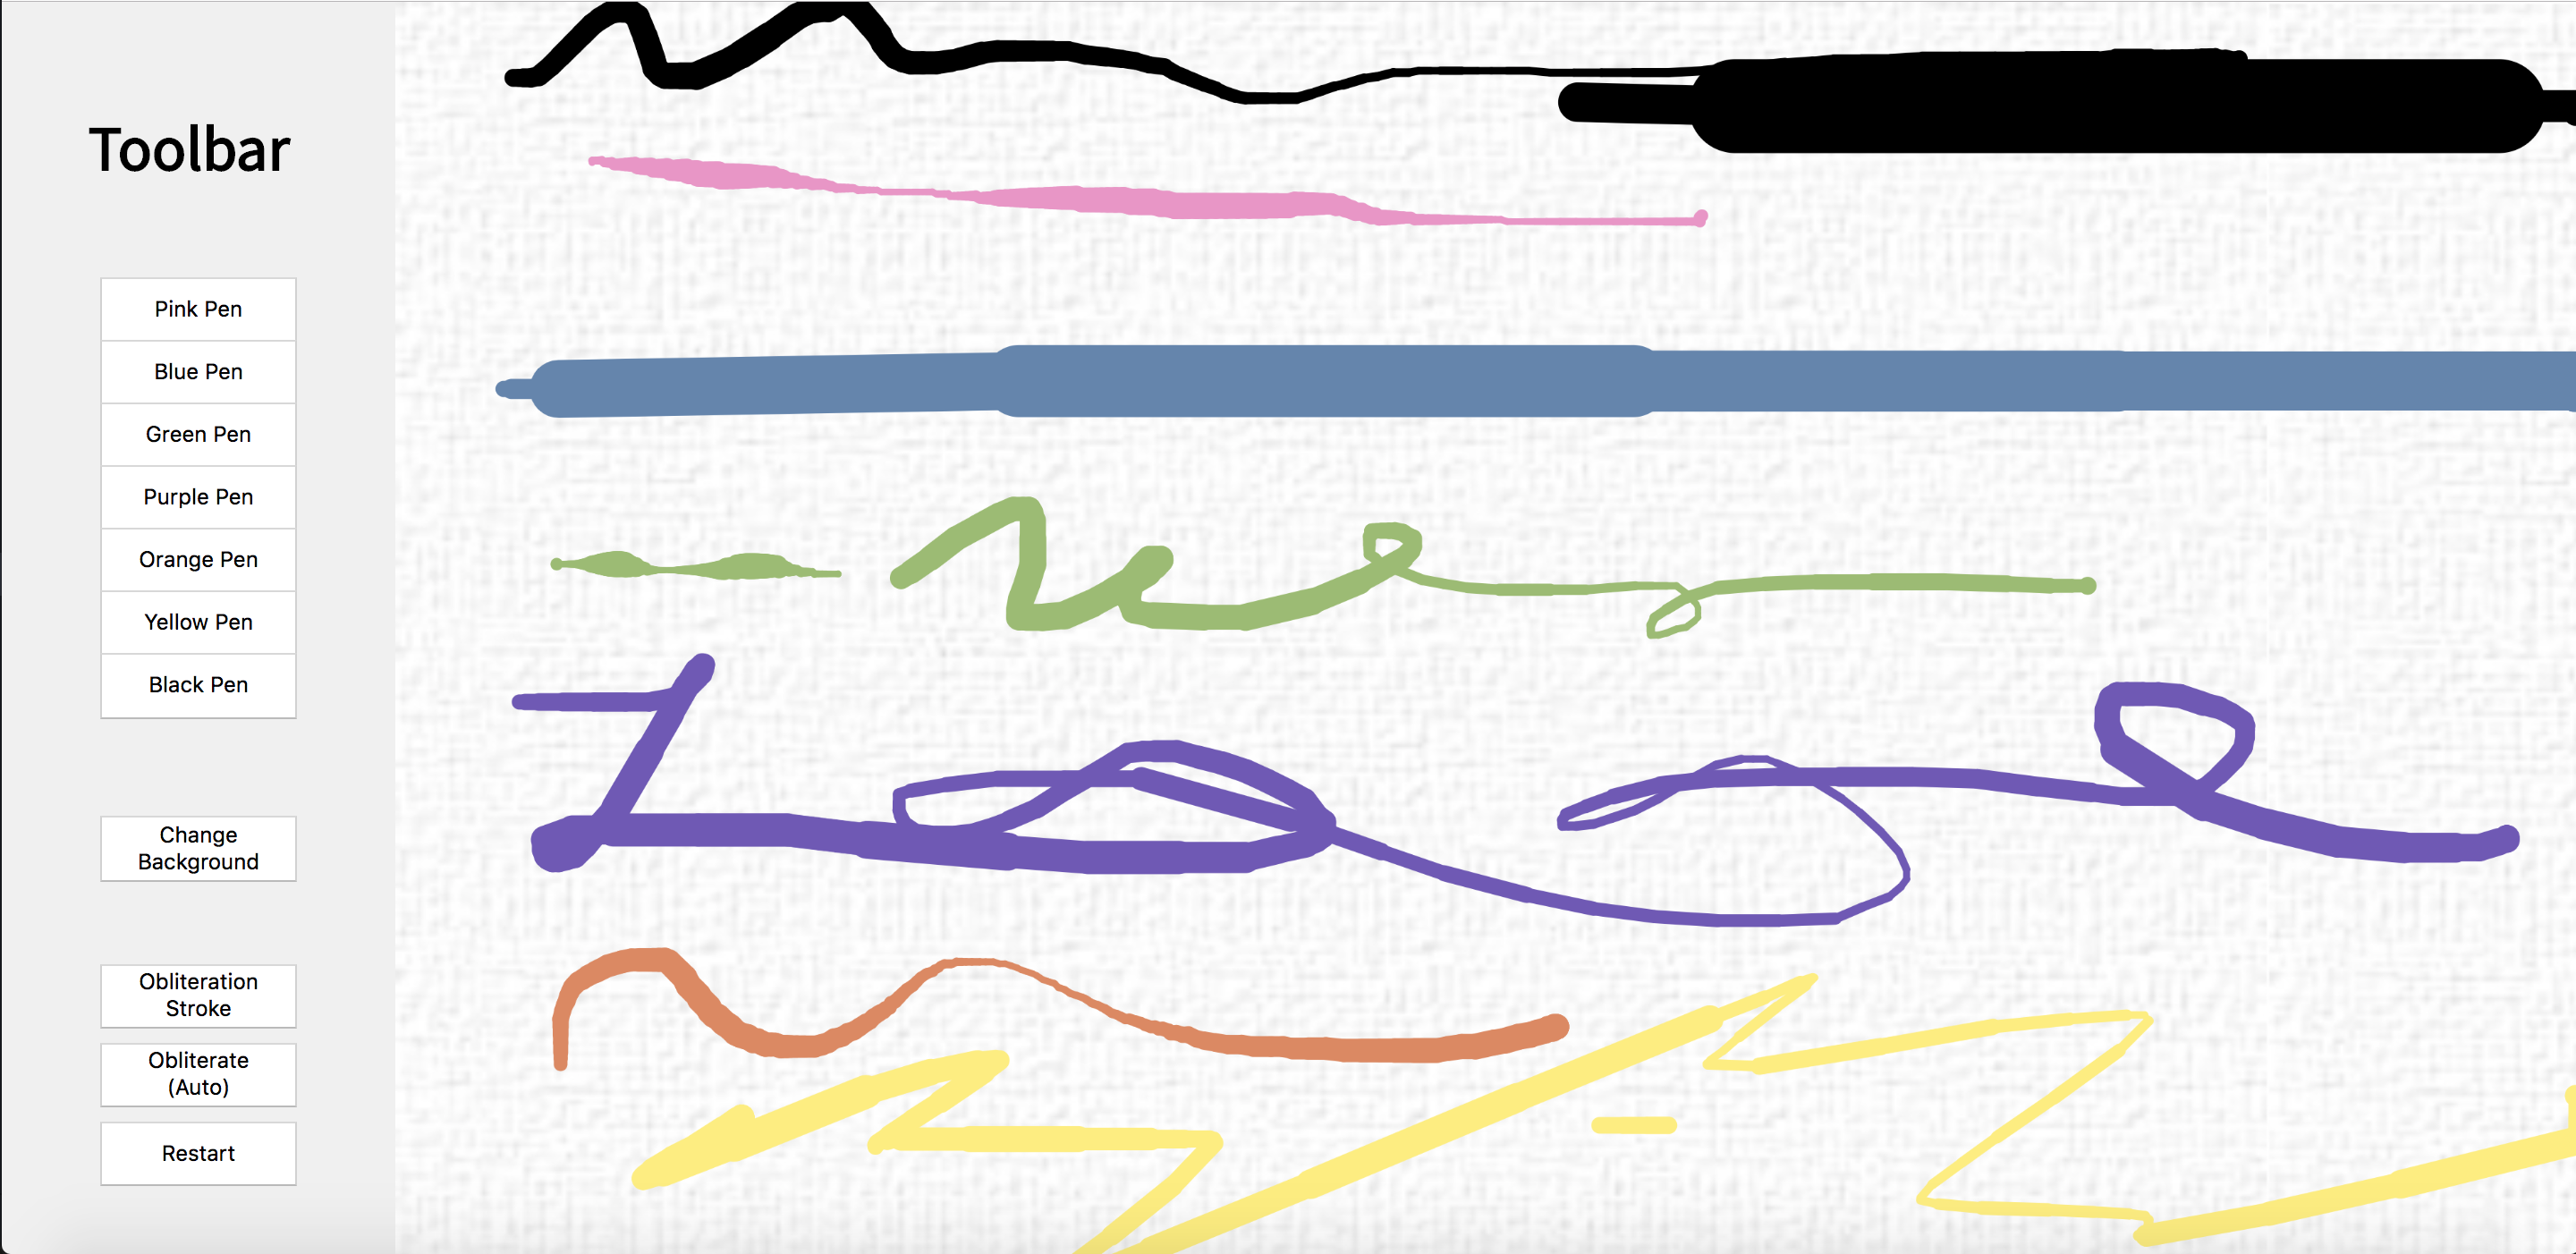 Toolbar
Pink Pen
Blue Pen
Green Pen
Purple Pen
Orange Pen
Yellow Pen
Black Pen
Change
Background
Obliteration
Stroke
Obliterate
(Auto)
Restart